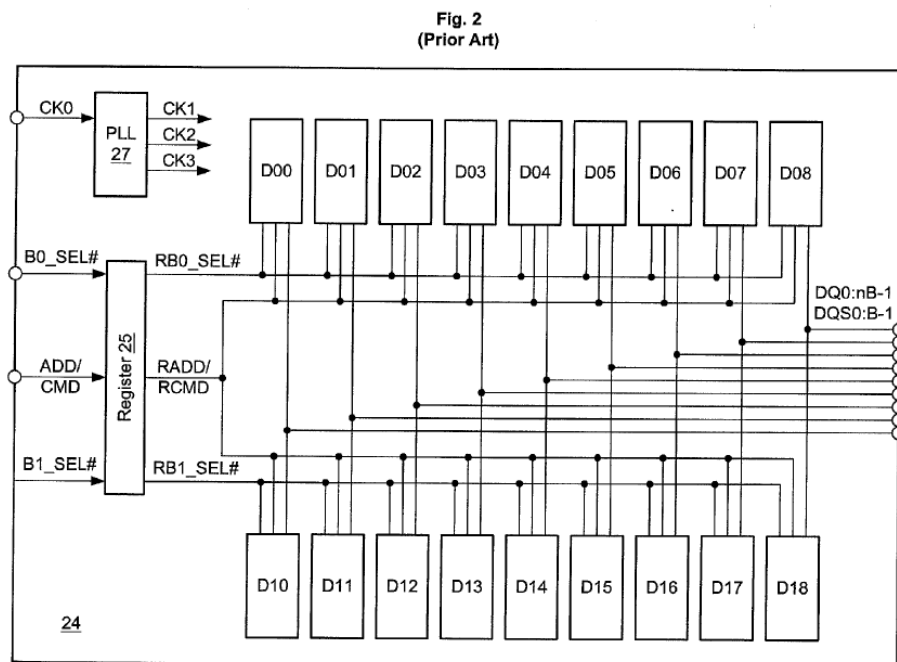 Fig. 2
(Prior Art)
CK0
PLL
27
CK1
CK2
CK3
D00
D01
D02
D03
D04
D05
D06
D07
D08
B0_SEL#
RB0_SEL#
DQ0:nB-1
DQS0:B-1
Register 25
ADD/
CMD
RADD/
RCMD
B1_SEL#
RB1_SEL#
D10
D11
D12
D13
D14
D15
D16
D17
D18
24